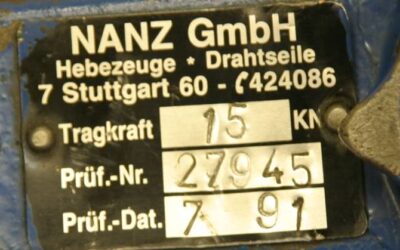 NANZ GmbH
Hebezeuge * Drahtseile
7 Stuttgart 60 - ✆424086
Tragkraft 15 KN
Prüf.-Nr. 27945
Prüf.-Dat. 7 91